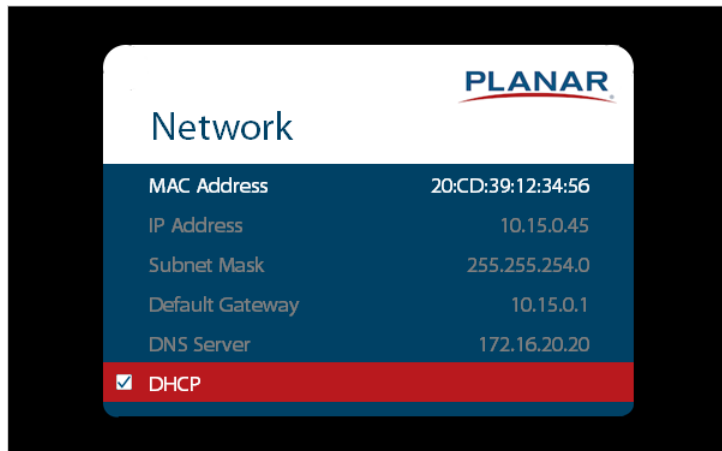 PLANAR
Network
MAC Address 20:CD:39:12:34:56
IP Address 10.15.0.45
Subnet Mask 255.255.254.0
Default Gateway 10.15.0.1
DNS Server 172.16.20.20
DHCP